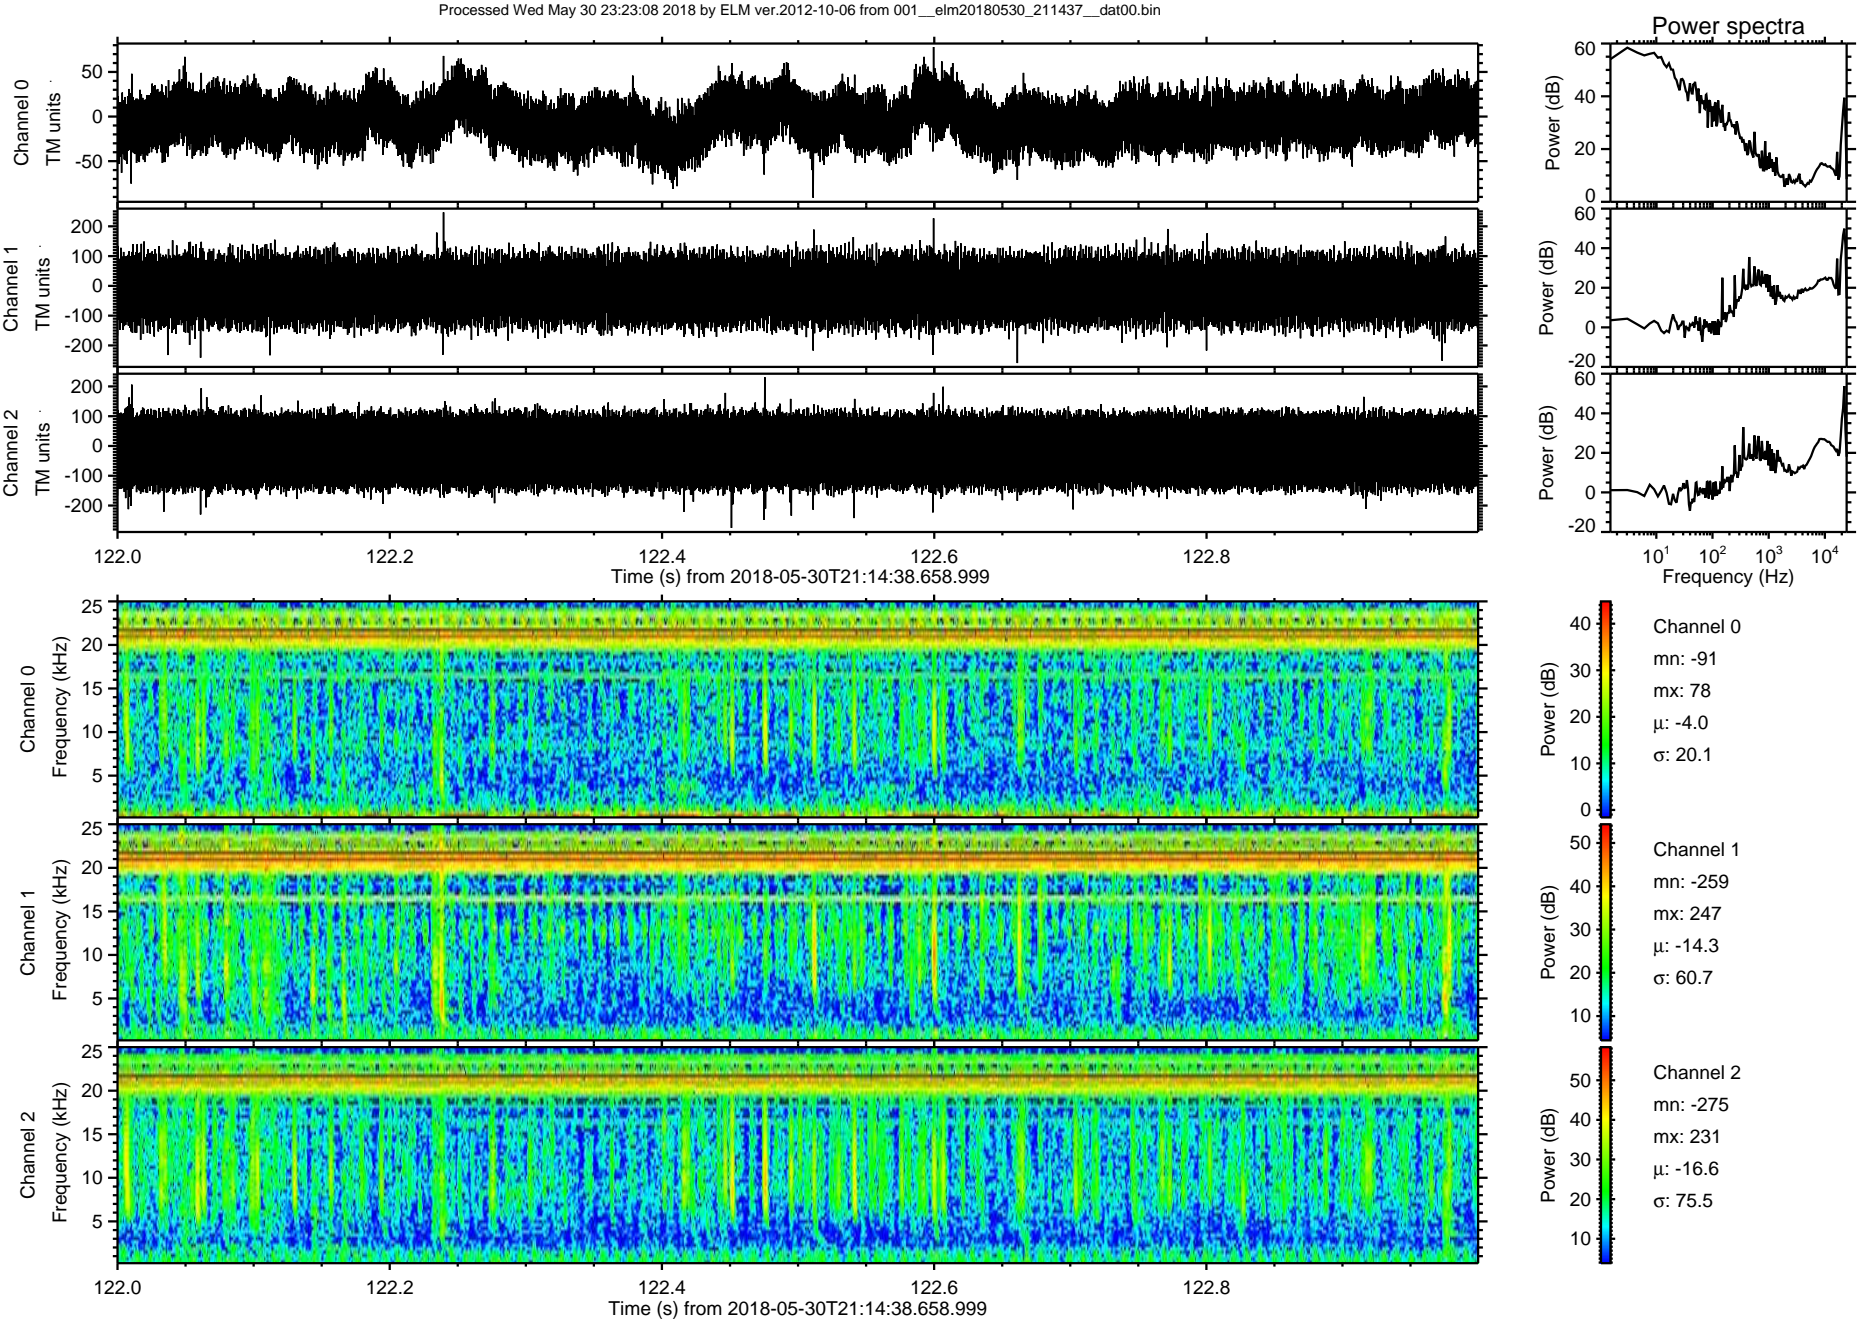 Processed Wed May 30 23:23:08 2018 by ELM ver.2012-10-06 from 001__elm20180530_211437__dat00.bin
Power spectra
Channel 0
TM units
50
0
-50
Power (dB)
60
40
20
0
Channel 1
TM units
200
100
0
-100
-200
Power (dB)
60
40
20
0
-20
Channel 2
TM units
200
100
0
-100
-200
Power (dB)
60
40
20
0
-20
122.0 122.2 122.4 122.6 122.8
Time (s) from 2018-05-30T21:14:38.658.999
10¹ 10² 10³ 10⁴
Frequency (Hz)
Channel 0
Frequency (kHz)
25
20
15
10
5
Power (dB)
40
30
20
10
0
Channel 0
mn: -91
mx: 78
μ: -4.0
σ: 20.1
Channel 1
Frequency (kHz)
25
20
15
10
5
Power (dB)
50
40
30
20
10
Channel 1
mn: -259
mx: 247
μ: -14.3
σ: 60.7
Channel 2
Frequency (kHz)
25
20
15
10
5
Power (dB)
50
40
30
20
10
Channel 2
mn: -275
mx: 231
μ: -16.6
σ: 75.5
122.0 122.2 122.4 122.6 122.8
Time (s) from 2018-05-30T21:14:38.658.999